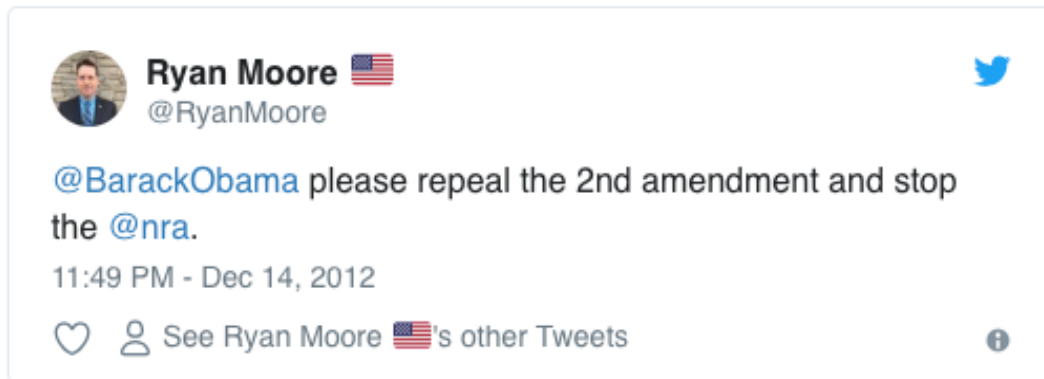 Ryan Moore 🇺🇸
@RyanMoore
@BarackObama please repeal the 2nd amendment and stop
the @nra.
11:49 PM - Dec 14, 2012
See Ryan Moore 🇺🇸's other Tweets